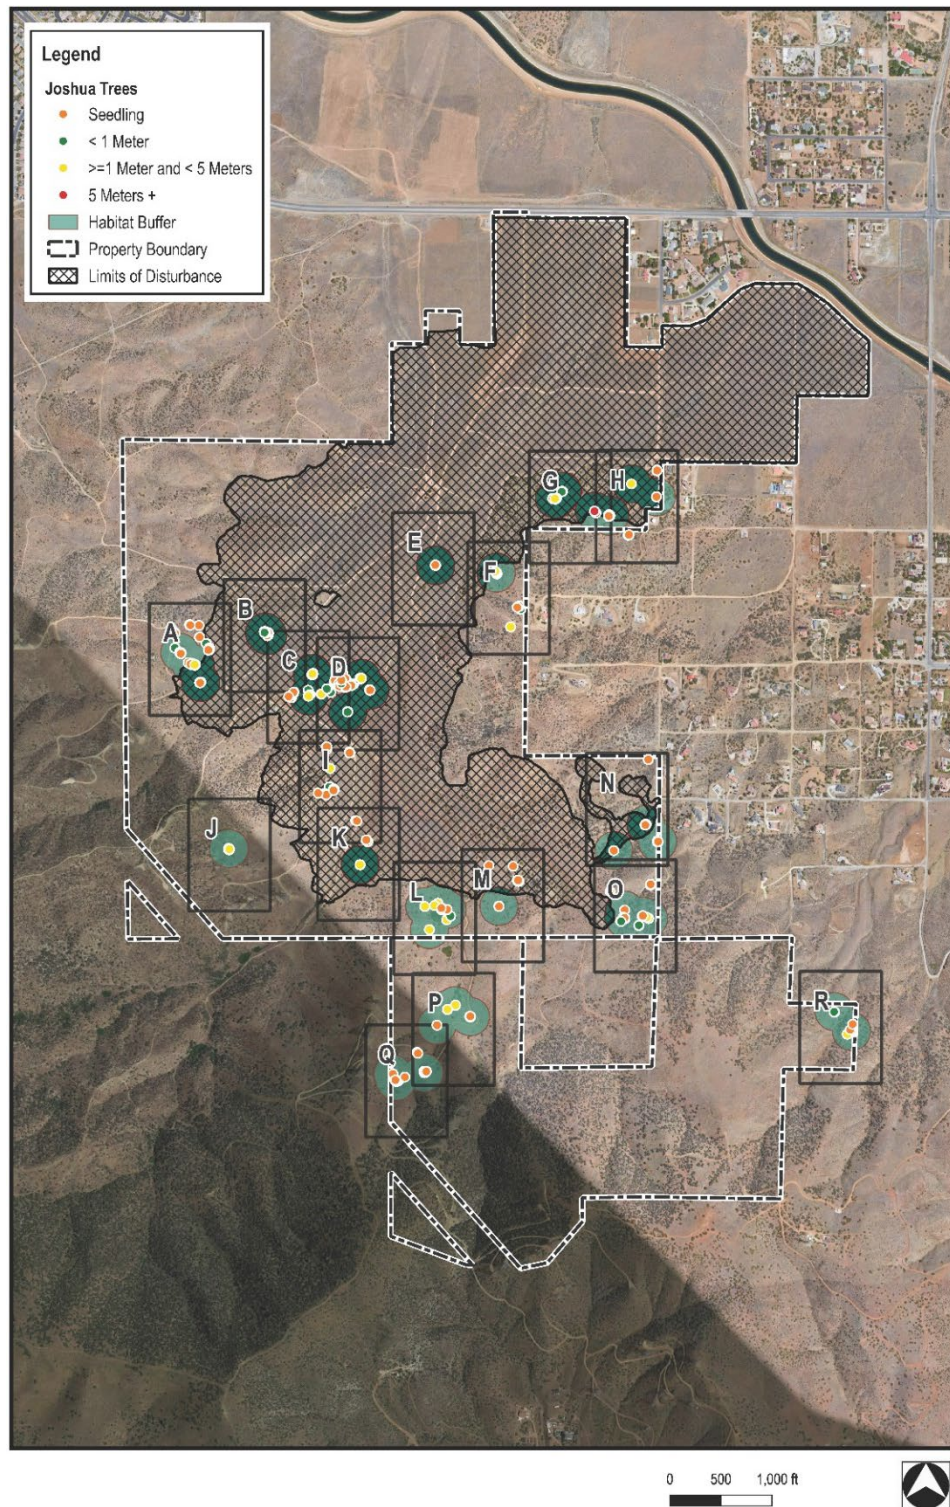 Legend
Joshua Trees
Seedling
< 1 Meter
>=1 Meter and < 5 Meters
5 Meters +
Habitat Buffer
Property Boundary
Limits of Disturbance
G
H
E
F
B
A
C
D
I
N
J
K
L
M
O
P
R
Q
0 500 1,000 ft